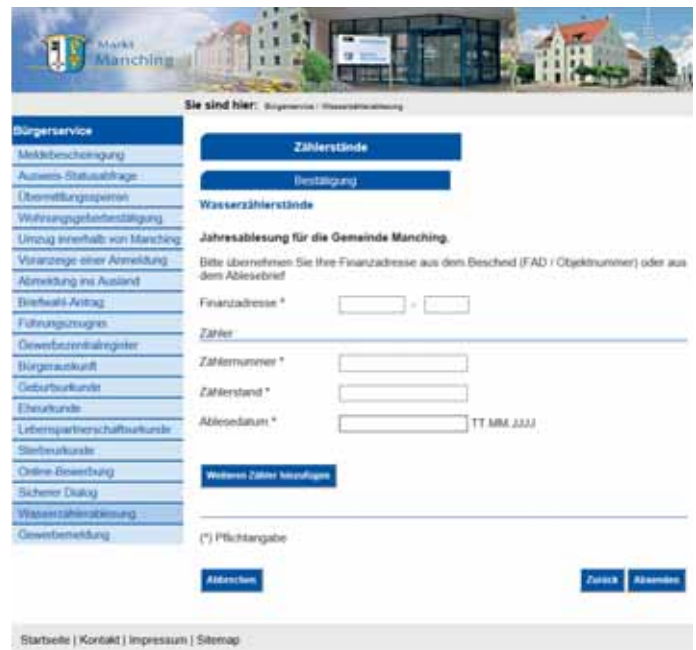 Markt
Manching
Sie sind hier: Bürgerservice / Wasserzählerablesung
Bürgerservice
Meldebescheinigung
Ausweis-Statusabfrage
Übermittlungssperren
Wohnungsgeberbestätigung
Umzug innerhalb von Manching
Voranzeige einer Anmeldung
Abmeldung ins Ausland
Briefwahl-Antrag
Führungszeugnis
Gewerbezentralregister
Bürgerauskunft
Geburtsurkunde
Eheurkunde
Lebenspartnerschaftsurkunde
Sterbeurkunde
Online-Bewerbung
Sicherer Dialog
Wasserzählerablesung
Gewerbemeldung
Zählerstände
Bestätigung
Wasserzählerstände
Jahresablesung für die Gemeinde Manching.
Bitte übernehmen Sie Ihre Finanzadresse aus dem Bescheid (FAD / Objektnummer) oder aus
dem Ablesebrief
Finanzadresse * -
Zähler
Zählernummer *
Zählerstand *
Ablesedatum * TT.MM.JJJJ
Weiteren Zähler hinzufügen
(*) Pflichtangabe
Abbrechen Zurück Absenden
Startseite | Kontakt | Impressum | Sitemap